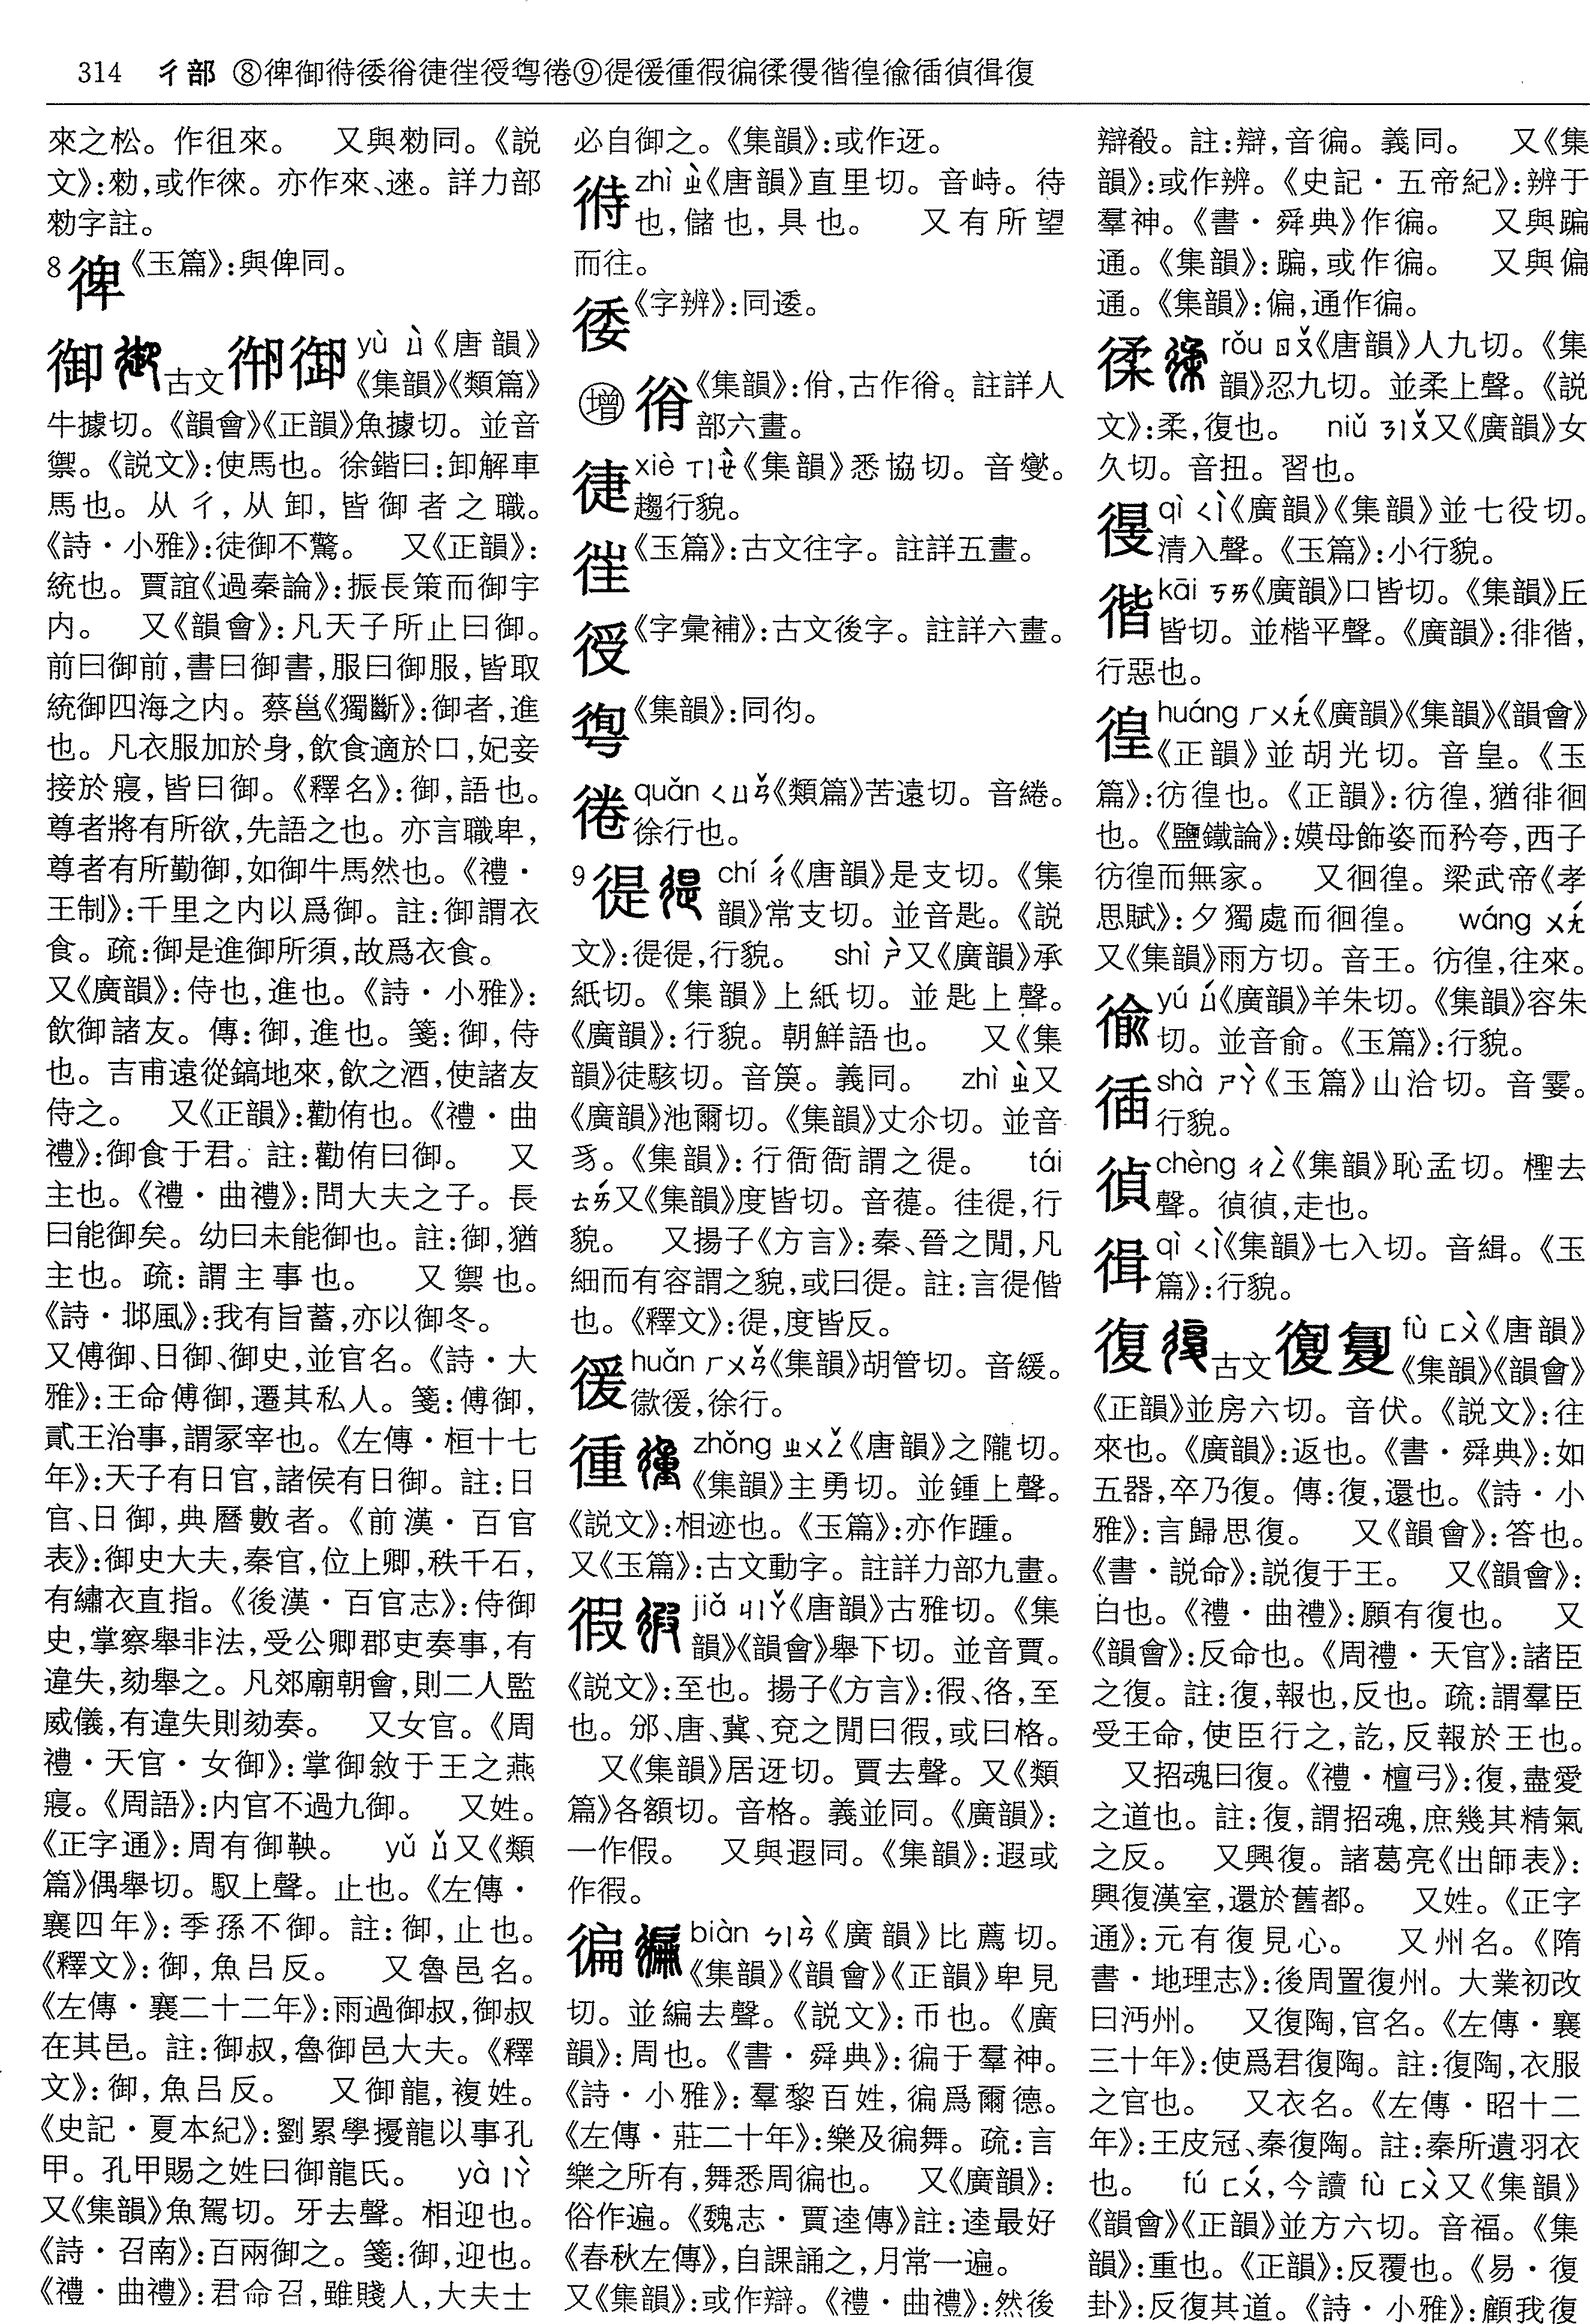 314 彳部 ⑧㣁御偫㣦㣉徢徍㣪㣬惓⑨徥徦徸徦徧徖徚徣徨徺徰徝徲復
來之松。作徂來。 又與勑同。《説
文》:勑,或作徠。亦作來、逨。詳力部
勑字註。
8 《玉篇》:與俾同。
御 古文 yù ㄩˋ《唐韻》
《集韻》《類篇》
牛據切。《韻會》《正韻》魚據切。並音
禦。《説文》:使馬也。徐鍇曰:卸解車
馬也。从彳,从卸,皆御者之職。
《詩·小雅》:徒御不驚。 又《正韻》:
統也。賈誼《過秦論》:振長策而御宇
内。 又《韻會》:凡天子所止曰御。
前曰御前,書曰御書,服曰御服,皆取
統御四海之内。蔡邕《獨斷》:御者,進
也。凡衣服加於身,飲食適於口,妃妾
接於寢,皆曰御。《釋名》:御,語也。
尊者將有所欲,先語之也。亦言職卑,
尊者有所勤御,如御牛馬然也。《禮·
王制》:千里之内以爲御。註:御謂衣
食。疏:御是進御所須,故爲衣食。
又《廣韻》:侍也,進也。《詩·小雅》:
飲御諸友。傳:御,進也。箋:御,侍
也。吉甫遠從鎬地來,飲之酒,使諸友
侍之。 又《正韻》:勸侑也。《禮·曲
禮》:御食于君。註:勸侑曰御。 又
主也。《禮·曲禮》:問大夫之子。長
曰能御矣。幼曰未能御也。註:御,猶
主也。疏:謂主事也。 又禦也。
《詩·邶風》:我有旨蓄,亦以御冬。
又傅御、日御、御史,並官名。《詩·大
雅》:王命傅御,遷其私人。箋:傅御,
貳王治事,謂冢宰也。《左傳·桓十七
年》:天子有日官,諸侯有日御。註:日
官、日御,典曆數者。《前漢·百官
表》:御史大夫,秦官,位上卿,秩千石,
有繡衣直指。《後漢·百官志》:侍御
史,掌察舉非法,受公卿郡吏奏事,有
違失,劾舉之。凡郊廟朝會,則二人監
威儀,有違失則劾奏。 又女官。《周
禮·天官·女御》:掌御敘于王之燕
寢。《周語》:内官不過九御。 又姓。
《正字通》:周有御鞅。 yǔ ㄩˇ又《類
篇》偶舉切。馭上聲。止也。《左傳·
襄四年》:季孫不御。註:御,止也。
《釋文》:御,魚吕反。 又魯邑名。
《左傳·襄二十二年》:雨過御叔,御叔
在其邑。註:御叔,魯御邑大夫。《釋
文》:御,魚吕反。 又御龍,複姓。
《史記·夏本紀》:劉累學擾龍以事孔
甲。孔甲賜之姓曰御龍氏。 yà ㄧㄚˋ
又《集韻》魚駕切。牙去聲。相迎也。
《詩·召南》:百兩御之。箋:御,迎也。
《禮·曲禮》:君命召,雖賤人,大夫士
必自御之。《集韻》:或作迓。
zhì ㄓˋ《唐韻》直里切。音峙。待
也,儲也,具也。 又有所望
而往。
《字辨》:同逶。
增 《集韻》:佾,古作㣉。註詳人
部六畫。
徢 xiè ㄒㄧㄝˋ《集韻》悉協切。音燮。
趨行貌。
《玉篇》:古文往字。註詳五畫。
《字彙補》:古文後字。註詳六畫。
《集韻》:同彴。
quǎn ㄑㄩㄢˇ《類篇》苦遠切。音綣。
徐行也。
9 徥 chí ㄔˊ《唐韻》是支切。《集
韻》常支切。並音匙。《説
文》:徥徥,行貌。 shì ㄕˋ又《廣韻》承
紙切。《集韻》上紙切。並匙上聲。
《廣韻》:行貌。朝鮮語也。 又《集
韻》徒駭切。音箉。義同。 zhì ㄓˋ又
《廣韻》池爾切。《集韻》丈尒切。並音
豸。《集韻》:行衙衙謂之徥。 tái
ㄊㄞˊ又《集韻》度皆切。音𦸣。徍徥,行
貌。 又揚子《方言》:秦、晉之閒,凡
細而有容謂之貌,或曰徥。註:言徥偕
也。《釋文》:徥,度皆反。
huǎn ㄏㄨㄢˇ《集韻》胡管切。音緩。
徐行。
徸 zhǒng ㄓㄨㄥˇ《唐韻》之隴切。
《集韻》主勇切。並鍾上聲。
《説文》:相迹也。《玉篇》:亦作踵。
又《玉篇》:古文動字。註詳力部九畫。
徦 jiǎ ㄐㄧㄚˇ《唐韻》古雅切。《集
韻》《韻會》舉下切。並音賈。
《説文》:至也。揚子《方言》:徦、㣟,至
也。邠、唐、冀、兗之閒曰徦,或曰格。
又《集韻》居迓切。賈去聲。又《類
篇》各額切。音格。義並同。《廣韻》:
一作假。 又與遐同。《集韻》:遐或
作徦。
徧 biàn ㄅㄧㄢˋ《廣韻》比薦切。
《集韻》《韻會》《正韻》卑見
切。並編去聲。《説文》:帀也。《廣
韻》:周也。《書·舜典》:徧于羣神。
《詩·小雅》:羣黎百姓,徧爲爾德。
《左傳·莊二十年》:樂及徧舞。疏:言
樂之所有,舞悉周徧也。 又《廣韻》:
俗作遍。《魏志·賈逵傳》註:逵最好
《春秋左傳》,自課誦之,月常一遍。
又《集韻》:或作辯。《禮·曲禮》:然後
辯殽。註:辯,音徧。義同。 又《集
韻》:或作辨。《史記·五帝紀》:辨于
羣神。《書·舜典》作徧。 又與蹁
通。《集韻》:蹁,或作徧。 又與偏
通。《集韻》:偏,通作徧。
rǒu ㄖㄡˇ《唐韻》人九切。《集
韻》忍九切。並柔上聲。《説
文》:柔,復也。 niǔ ㄋㄧㄡˇ又《廣韻》女
久切。音扭。習也。
qì ㄑㄧˋ《廣韻》《集韻》並七役切。
清入聲。《玉篇》:小行貌。
kāi ㄎㄞ《廣韻》口皆切。《集韻》丘
皆切。並楷平聲。《廣韻》:徘徣,
行惡也。
徨 huáng ㄏㄨㄤˊ《廣韻》《集韻》《韻會》
《正韻》並胡光切。音皇。《玉
篇》:彷徨也。《正韻》:彷徨,猶徘徊
也。《鹽鐵論》:嫫母飾姿而矜夸,西子
彷徨而無家。 又徊徨。梁武帝《孝
思賦》:夕獨處而徊徨。 wáng ㄨㄤˊ
又《集韻》雨方切。音王。彷徨,往來。
yú ㄩˊ《廣韻》羊朱切。《集韻》容朱
切。並音俞。《玉篇》:行貌。
shà ㄕㄚˋ《玉篇》山洽切。音霎。
行貌。
chèng ㄔㄥˋ《集韻》恥孟切。檉去
聲。走也。
qì ㄑㄧˋ《集韻》七入切。音緝。《玉
篇》:行貌。
復 古文 fù ㄈㄨˋ《唐韻》
《集韻》《韻會》
《正韻》並房六切。音伏。《説文》:往
來也。《廣韻》:返也。《書·舜典》:如
五器,卒乃復。傳:復,還也。《詩·小
雅》:言歸思復。 又《韻會》:答也。
《書·説命》:説復于王。 又《韻會》:
白也。《禮·曲禮》:願有復也。 又
《韻會》:反命也。《周禮·天官》:諸臣
之復。註:復,報也,反也。疏:謂羣臣
受王命,使臣行之,訖,反報於王也。
又招魂曰復。《禮·檀弓》:復,盡愛
之道也。註:復,謂招魂,庶幾其精氣
之反。 又興復。諸葛亮《出師表》:
興復漢室,還於舊都。 又姓。《正字
通》:元有復見心。 又州名。《隋
書·地理志》:後周置復州。大業初改
曰沔州。 又復陶,官名。《左傳·襄
三十年》:使爲君復陶。註:復陶,衣服
之官也。 又衣名。《左傳·昭十二
年》:王皮冠、秦復陶。註:秦所遺羽衣
也。 fú ㄈㄨˊ,今讀 fù ㄈㄨˋ又《集韻》
《韻會》《正韻》並方六切。音福。《集
韻》:重也。《正韻》:反覆也。《易·復
卦》:反復其道。《詩·小雅》:顧我復